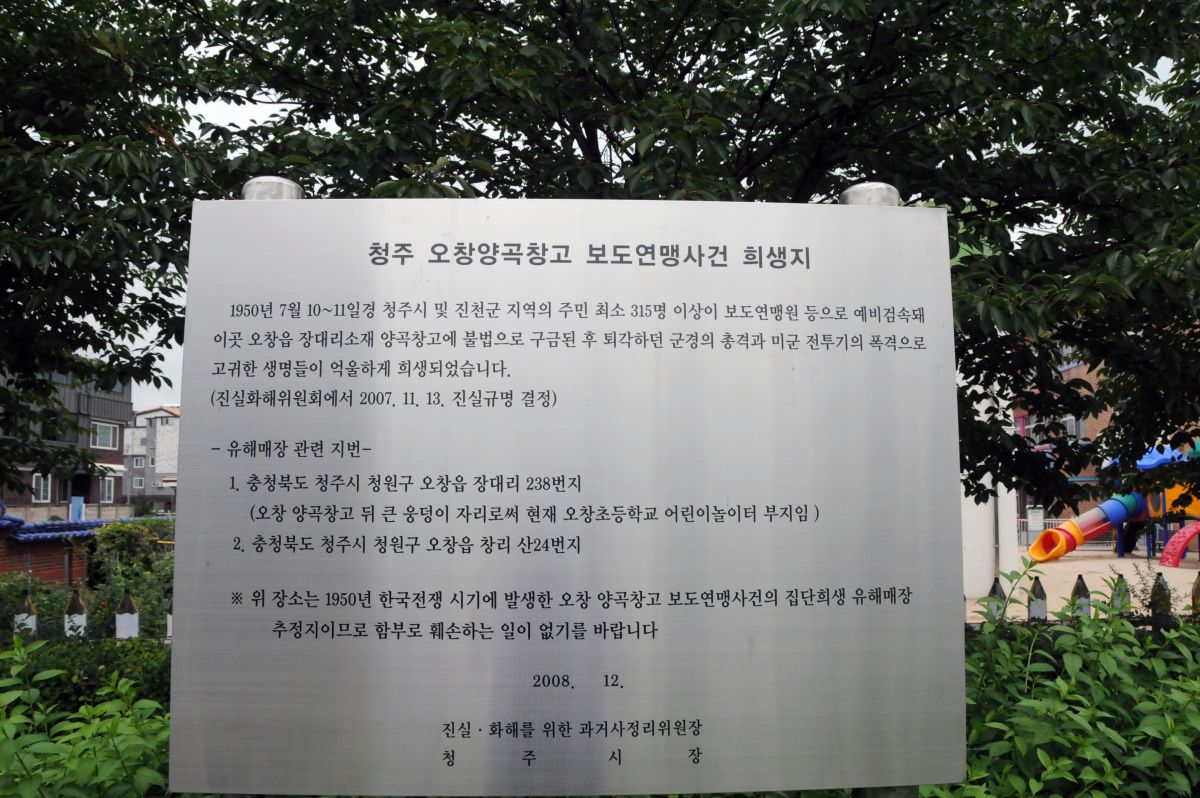 청주 오창양곡창고 보도연맹사건 희생지
1950년 7월 10~11일경 청주시 및 진천군 지역의 주민 최소 315명 이상이 보도연맹원 등으로 예비검속돼
이곳 오창읍 장대리소재 양곡창고에 불법으로 구금된 후 퇴각하던 군경의 총격과 미군 전투기의 폭격으로
고귀한 생명들이 억울하게 희생되었습니다.
(진실화해위원회에서 2007. 11. 13. 진실규명 결정)
- 유해매장 관련 지번-
1. 충청북도 청주시 청원구 오창읍 장대리 238번지
(오창 양곡창고 뒤 큰 웅덩이 자리로써 현재 오창초등학교 어린이놀이터 부지임 )
2. 충청북도 청주시 청원구 오창읍 창리 산24번지
※ 위 장소는 1950년 한국전쟁 시기에 발생한 오창 양곡창고 보도연맹사건의 집단희생 유해매장
추정지이므로 함부로 훼손하는 일이 없기를 바랍니다
2008. 12.
진실 · 화해를 위한 과거사정리위원장
청 주 시 장